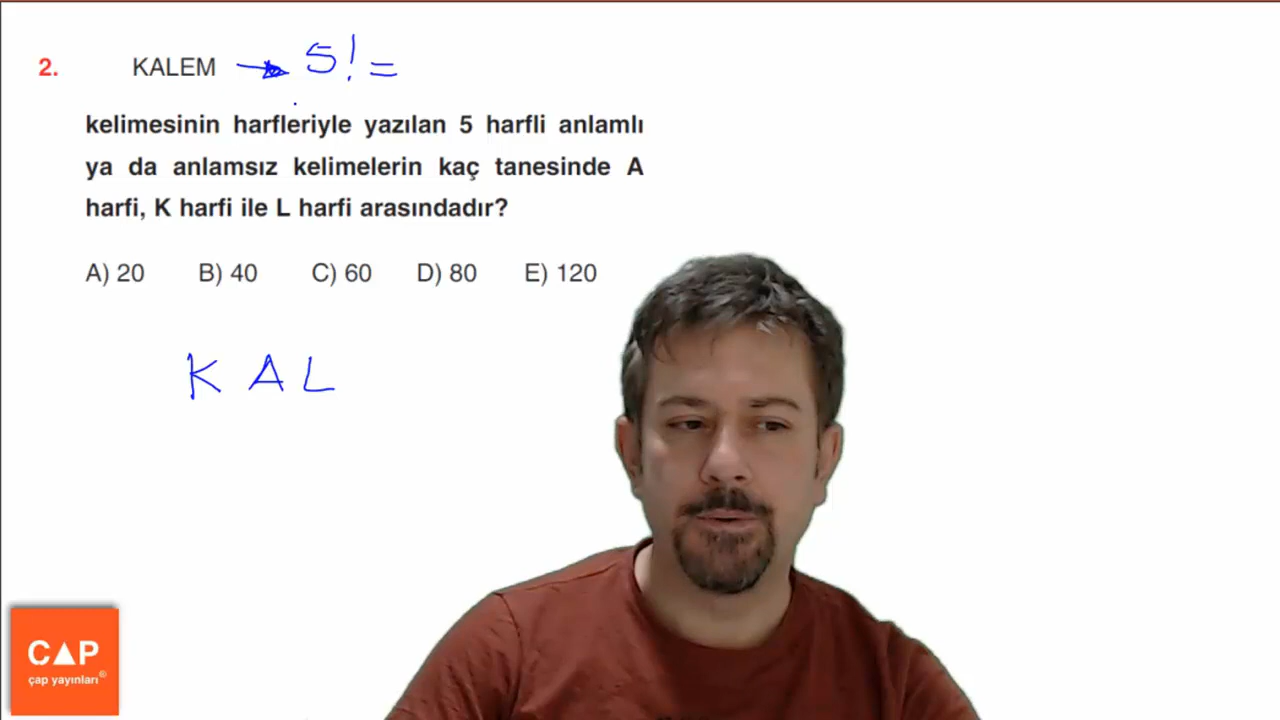 2. KALEM → 5! =
kelimesinin harfleriyle yazılan 5 harfli anlamlı
ya da anlamsız kelimelerin kaç tanesinde A
harfi, K harfi ile L harfi arasındadır?
A) 20 B) 40 C) 60 D) 80 E) 120
K A L
ÇAP
çap yayınları®